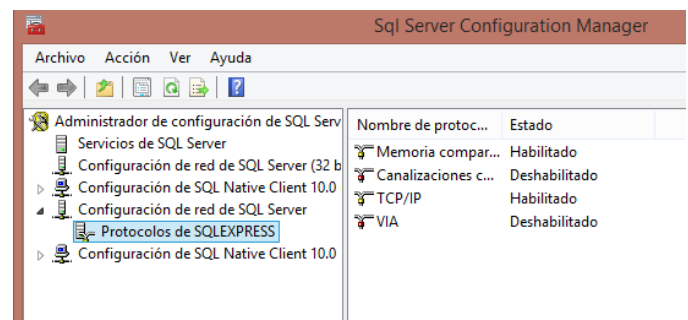 Sql Server Configuration Manager
Archivo Acción Ver Ayuda
Administrador de configuración de SQL Serv
Servicios de SQL Server
Configuración de red de SQL Server (32 b
Configuración de SQL Native Client 10.0
Configuración de red de SQL Server
Protocolos de SQLEXPRESS
Configuración de SQL Native Client 10.0
Nombre de protoc... Estado
Memoria compar... Habilitado
Canalizaciones c... Deshabilitado
TCP/IP Habilitado
VIA Deshabilitado